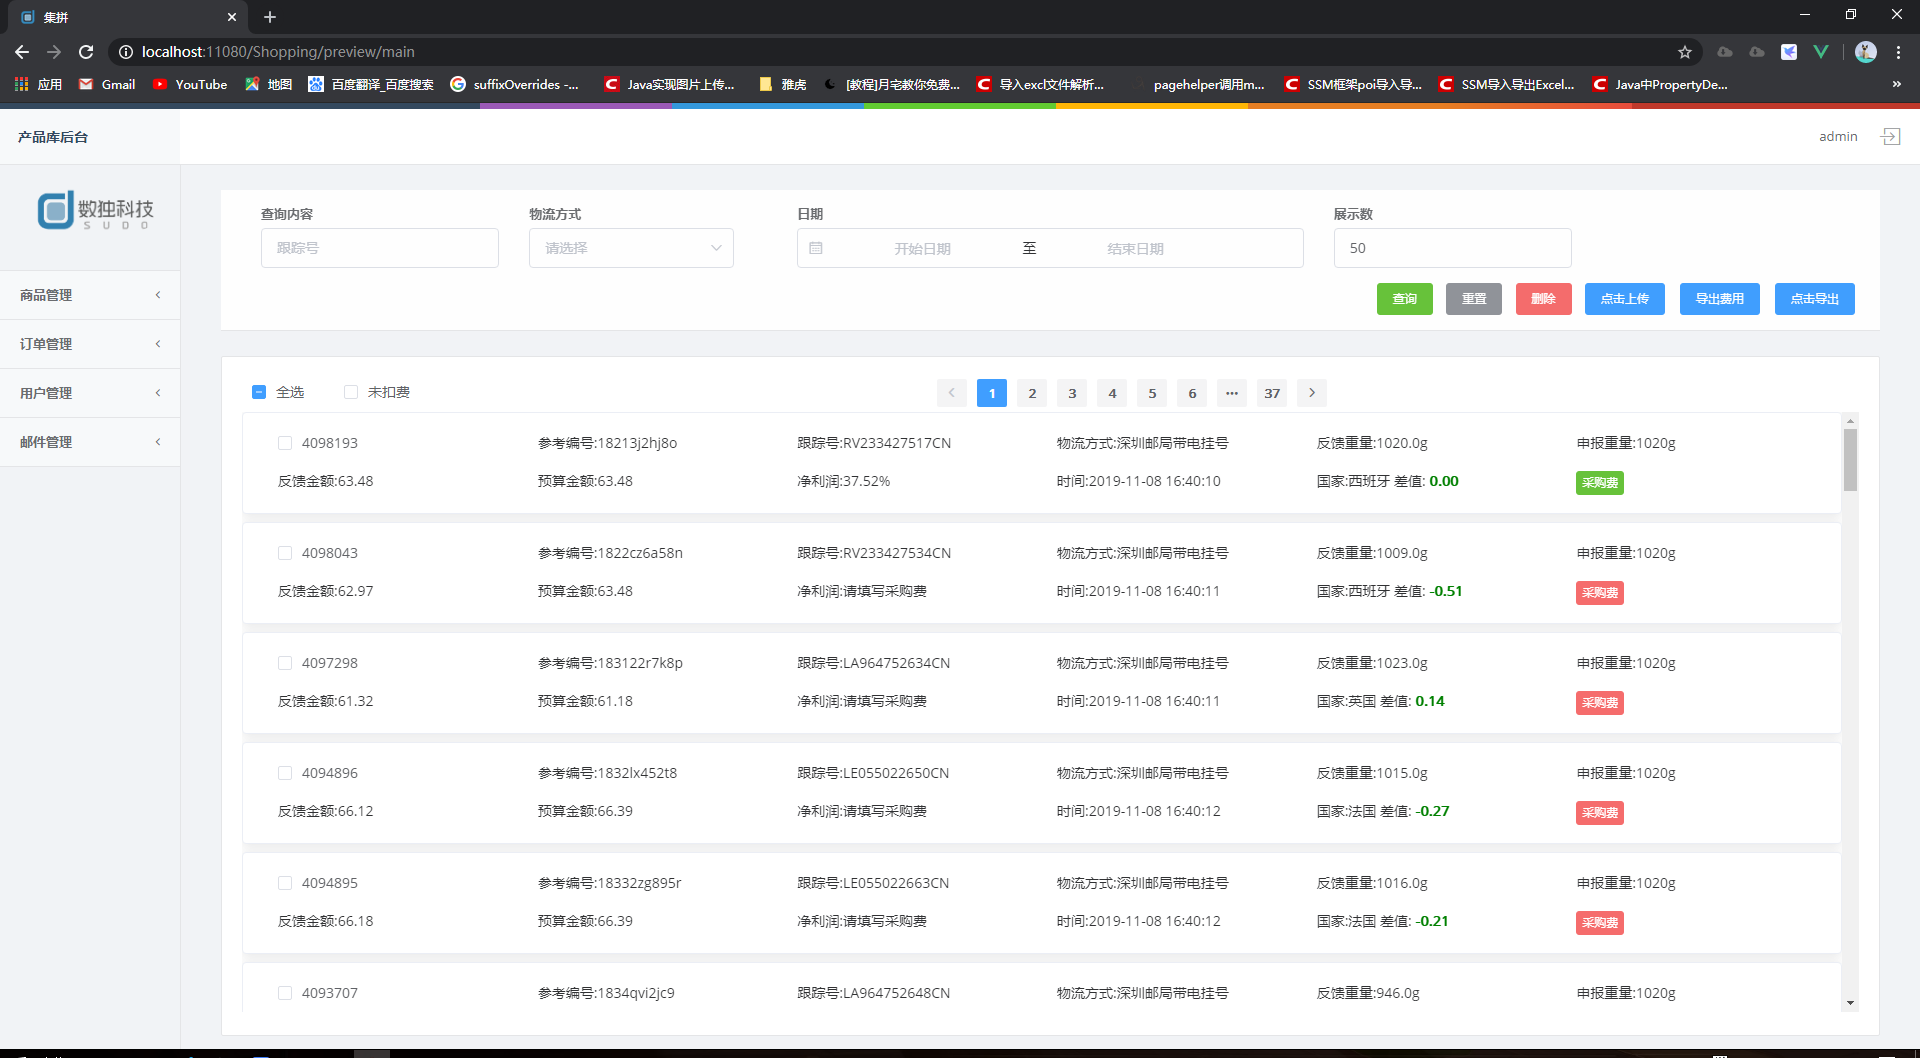 集拼
localhost:11080/Shopping/preview/main
应用 Gmail YouTube 地图 百度翻译_百度搜索 suffixOverrides -... Java实现图片上传... 雅虎 [教程]月宅教你免费... 导入excl文件解析... pagehelper调用m... SSM框架poi导入导... SSM导入导出Excel... Java中PropertyDe... »
产品库后台
admin
数独科技
SUDO
商品管理
订单管理
用户管理
邮件管理
查询内容 物流方式 日期 展示数
跟踪号 请选择 开始日期 至 结束日期 50
查询 重置 删除 点击上传 导出费用 点击导出
全选 未扣费 1 2 3 4 5 6 ··· 37
4098193 参考编号:18213j2hj8o 跟踪号:RV233427517CN 物流方式:深圳邮局带电挂号 反馈重量:1020.0g 申报重量:1020g
反馈金额:63.48 预算金额:63.48 净利润:37.52% 时间:2019-11-08 16:40:10 国家:西班牙 差值: 0.00 采购费
4098043 参考编号:1822cz6a58n 跟踪号:RV233427534CN 物流方式:深圳邮局带电挂号 反馈重量:1009.0g 申报重量:1020g
反馈金额:62.97 预算金额:63.48 净利润:请填写采购费 时间:2019-11-08 16:40:11 国家:西班牙 差值: -0.51 采购费
4097298 参考编号:183122r7k8p 跟踪号:LA964752634CN 物流方式:深圳邮局带电挂号 反馈重量:1023.0g 申报重量:1020g
反馈金额:61.32 预算金额:61.18 净利润:请填写采购费 时间:2019-11-08 16:40:11 国家:英国 差值: 0.14 采购费
4094896 参考编号:1832lx452t8 跟踪号:LE055022650CN 物流方式:深圳邮局带电挂号 反馈重量:1015.0g 申报重量:1020g
反馈金额:66.12 预算金额:66.39 净利润:请填写采购费 时间:2019-11-08 16:40:12 国家:法国 差值: -0.27 采购费
4094895 参考编号:18332zg895r 跟踪号:LE055022663CN 物流方式:深圳邮局带电挂号 反馈重量:1016.0g 申报重量:1020g
反馈金额:66.18 预算金额:66.39 净利润:请填写采购费 时间:2019-11-08 16:40:12 国家:法国 差值: -0.21 采购费
4093707 参考编号:1834qvi2jc9 跟踪号:LA964752648CN 物流方式:深圳邮局带电挂号 反馈重量:946.0g 申报重量:1020g